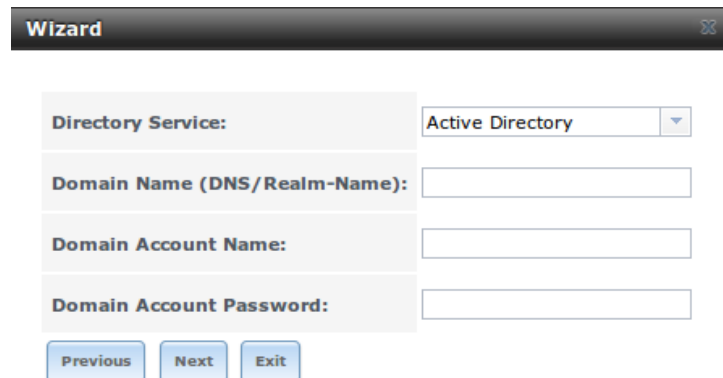 Wizard
Directory Service: Active Directory
Domain Name (DNS/Realm-Name):
Domain Account Name:
Domain Account Password:
Previous Next Exit